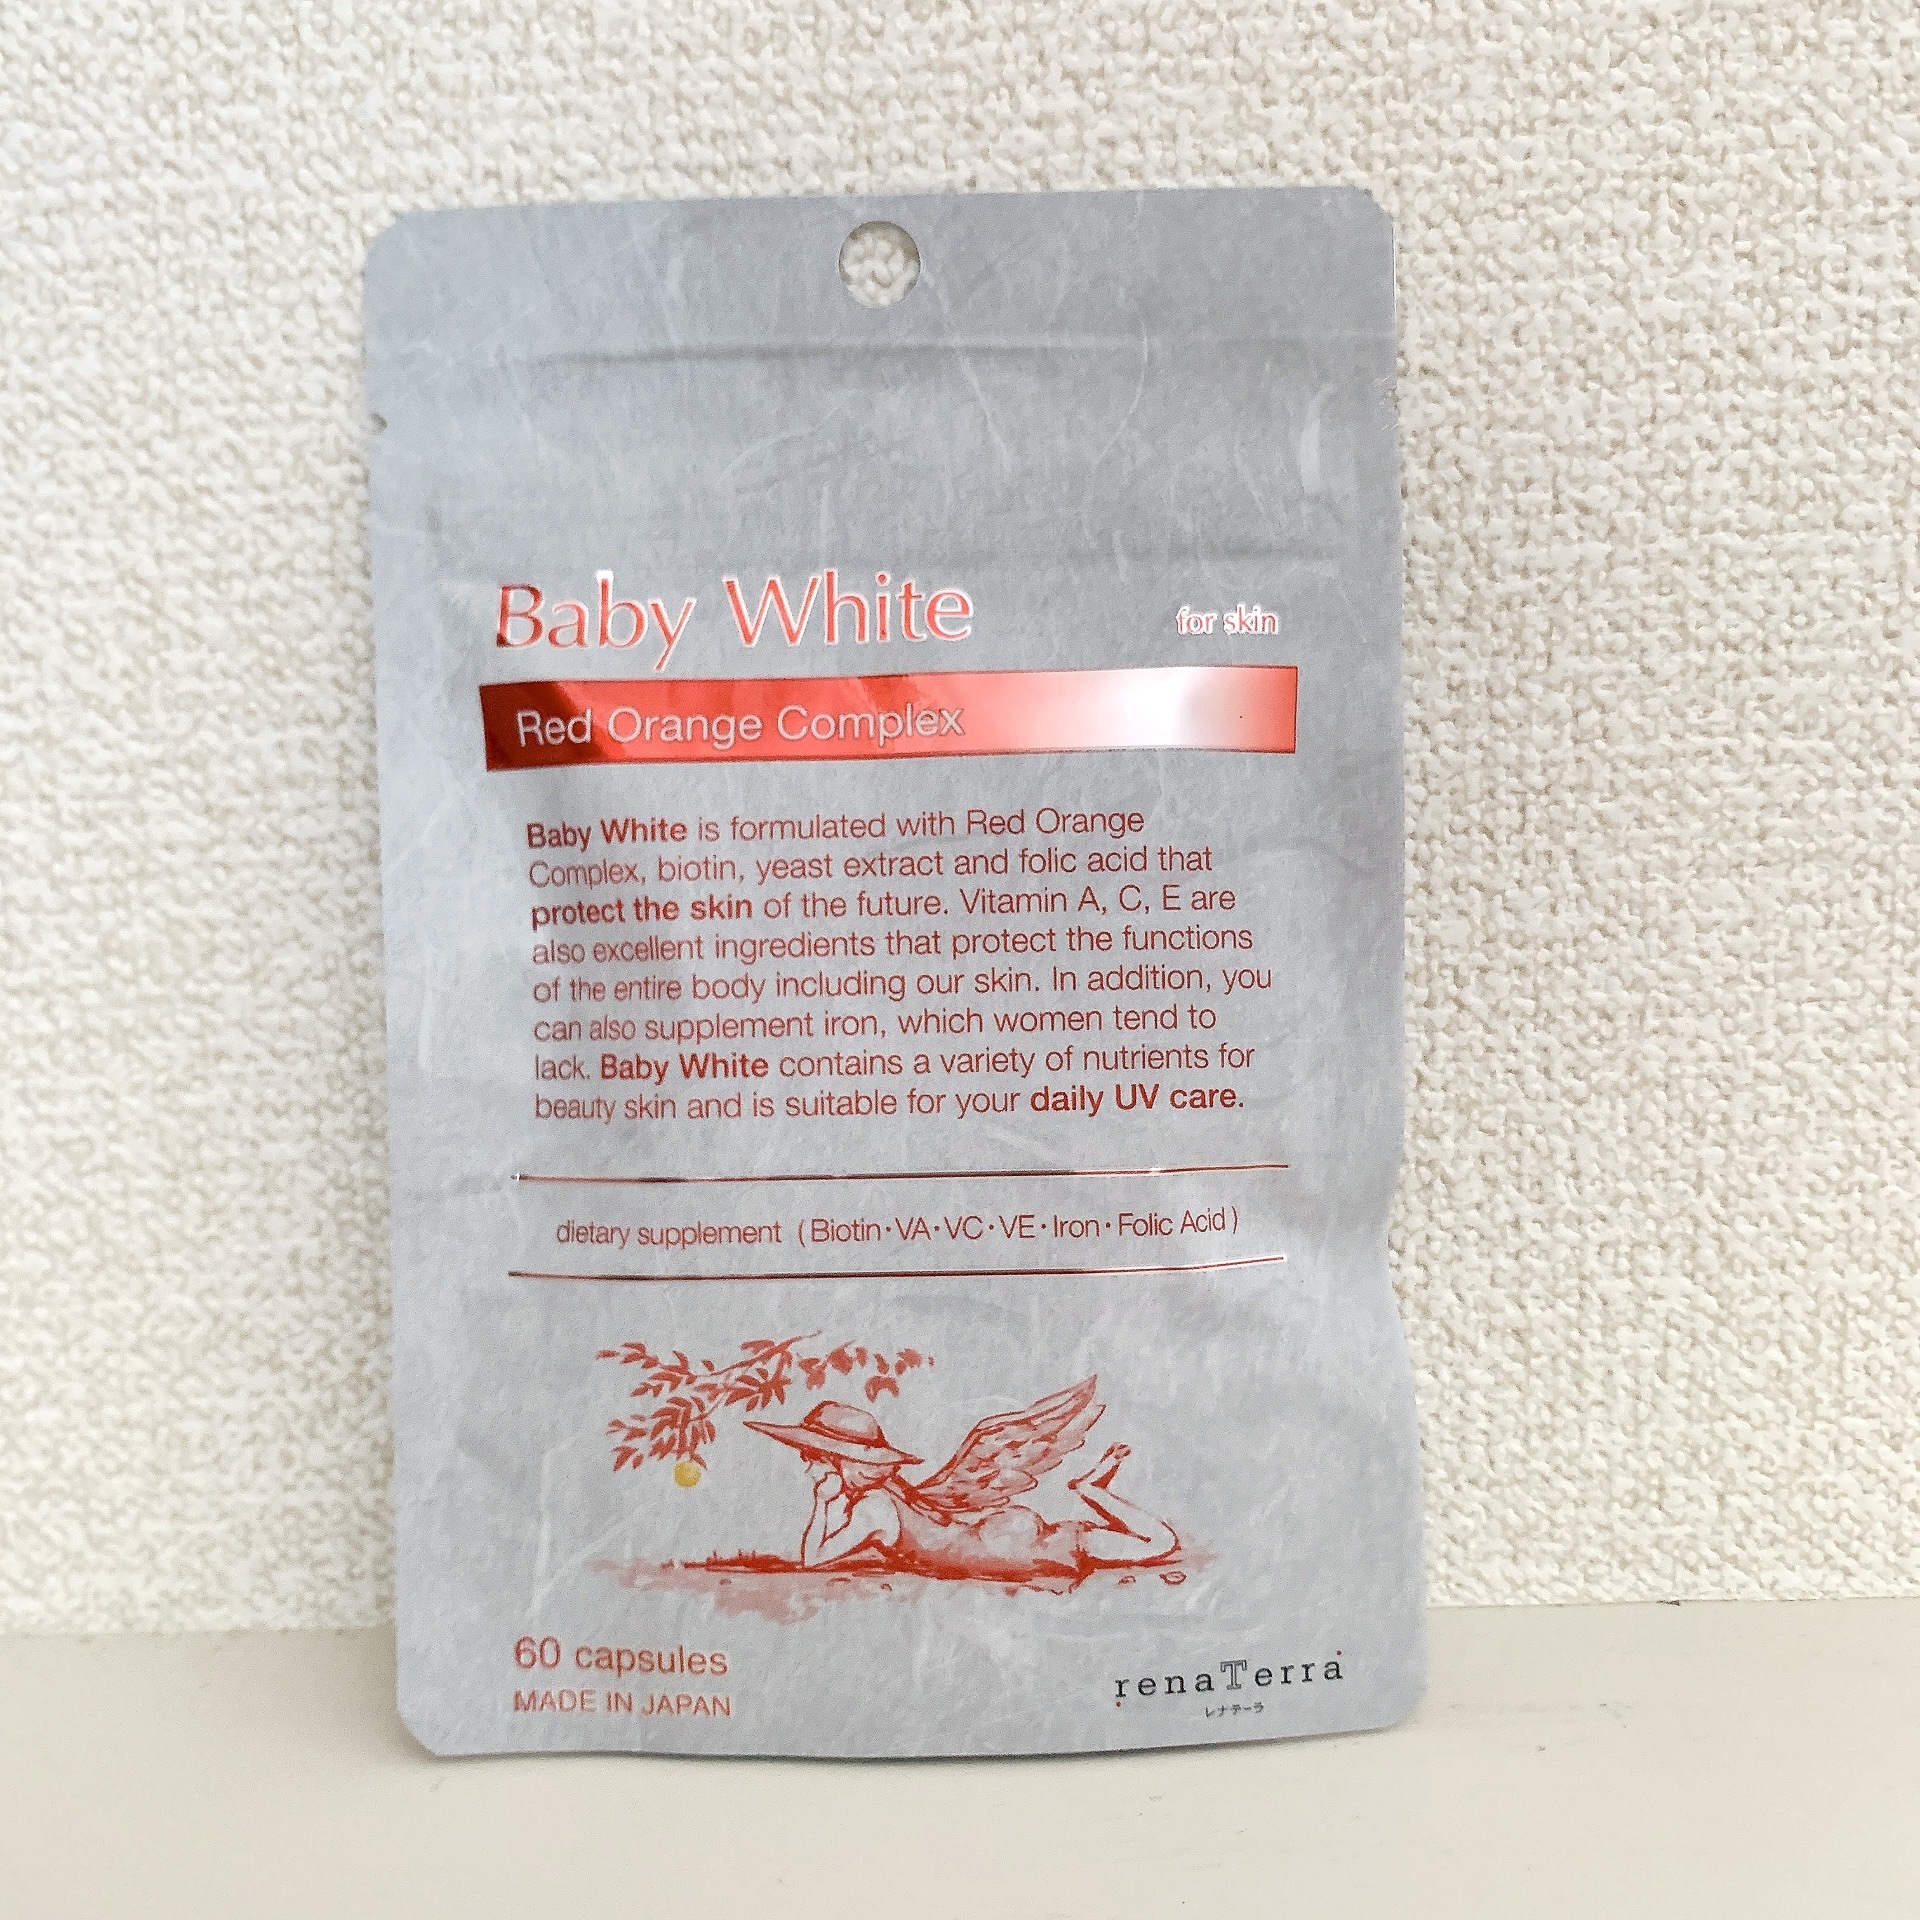 Baby White
for skin
Red Orange Complex
Baby White is formulated with Red Orange
Complex, biotin, yeast extract and folic acid that
protect the skin of the future. Vitamin A, C, E are
also excellent ingredients that protect the functions
of the entire body including our skin. In addition, you
can also supplement iron, which women tend to
lack. Baby White contains a variety of nutrients for
beauty skin and is suitable for your daily UV care.
dietary supplement (Biotin・VA・VC・VE・Iron・Folic Acid)
60 capsules
MADE IN JAPAN
renaTerra
レナテーラ